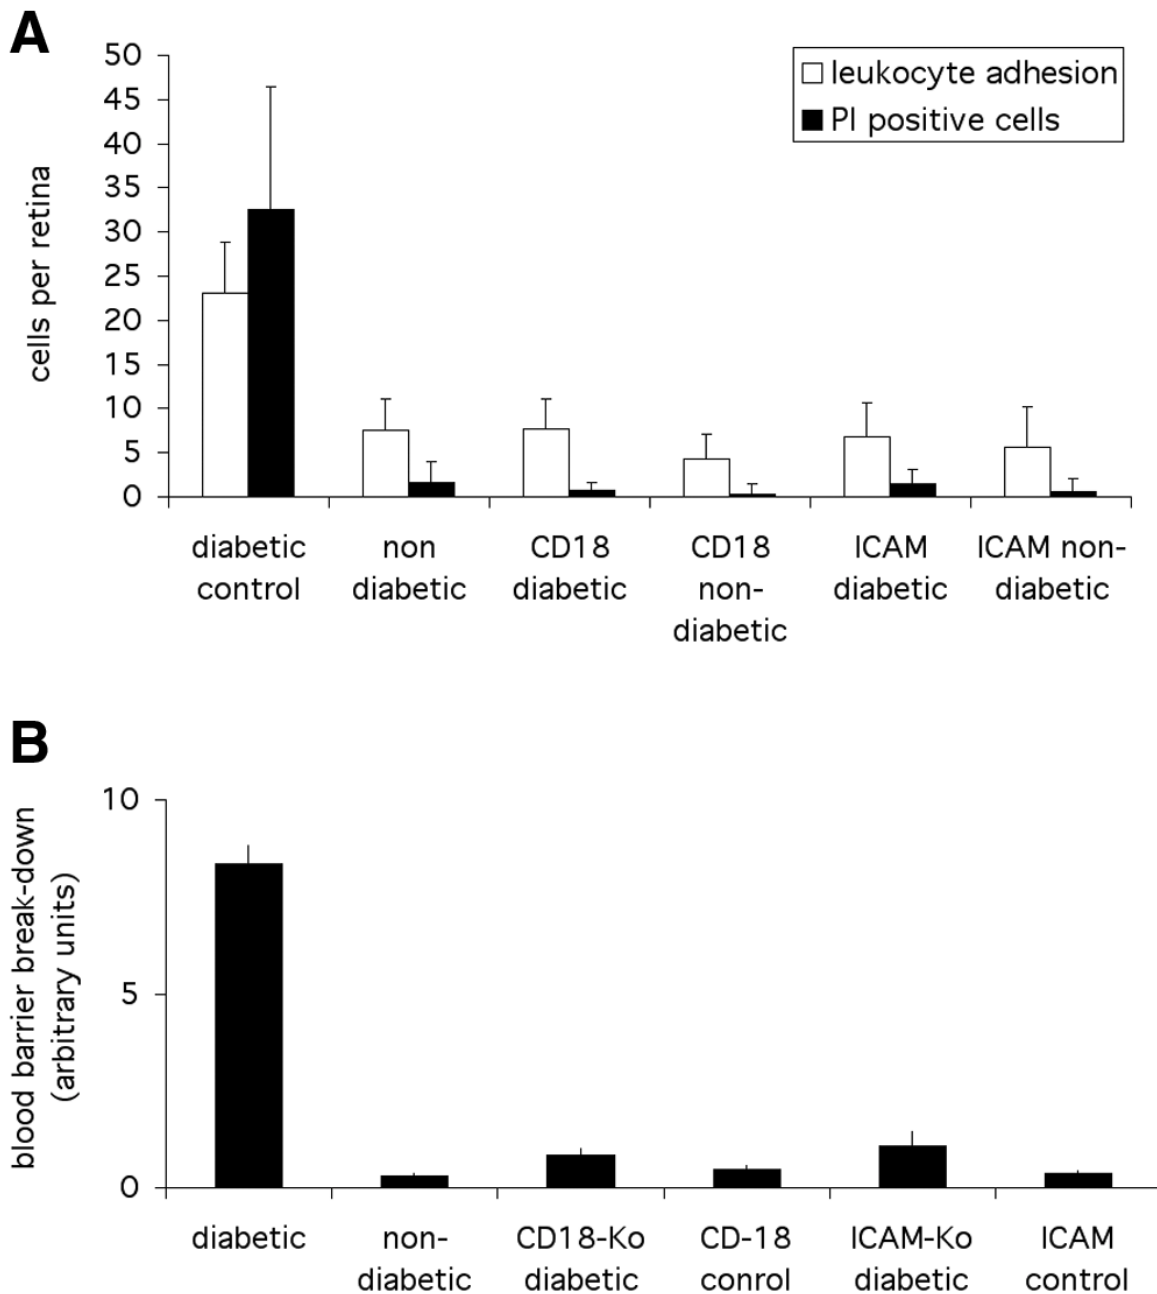 A
50
45
40
35
30
25
20
15
10
5
0
cells per retina
leukocyte adhesion
PI positive cells
diabetic
control
non
diabetic
CD18
diabetic
CD18
non-
diabetic
ICAM
diabetic
ICAM non-
diabetic
B
10
5
0
blood barrier break-down
(arbitrary units)
diabetic
non-
diabetic
CD18-Ko
diabetic
CD-18
conrol
ICAM-Ko
diabetic
ICAM
control